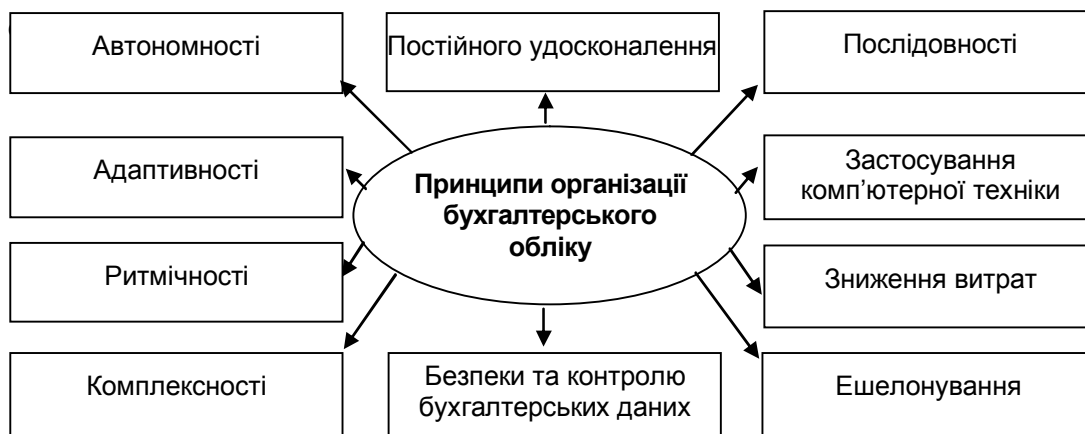 Автономності
Постійного удосконалення
Послідовності
Адаптивності
Принципи організації
бухгалтерського
обліку
Застосування
комп’ютерної техніки
Ритмічності
Зниження витрат
Комплексності
Безпеки та контролю
бухгалтерських даних
Ешелонування